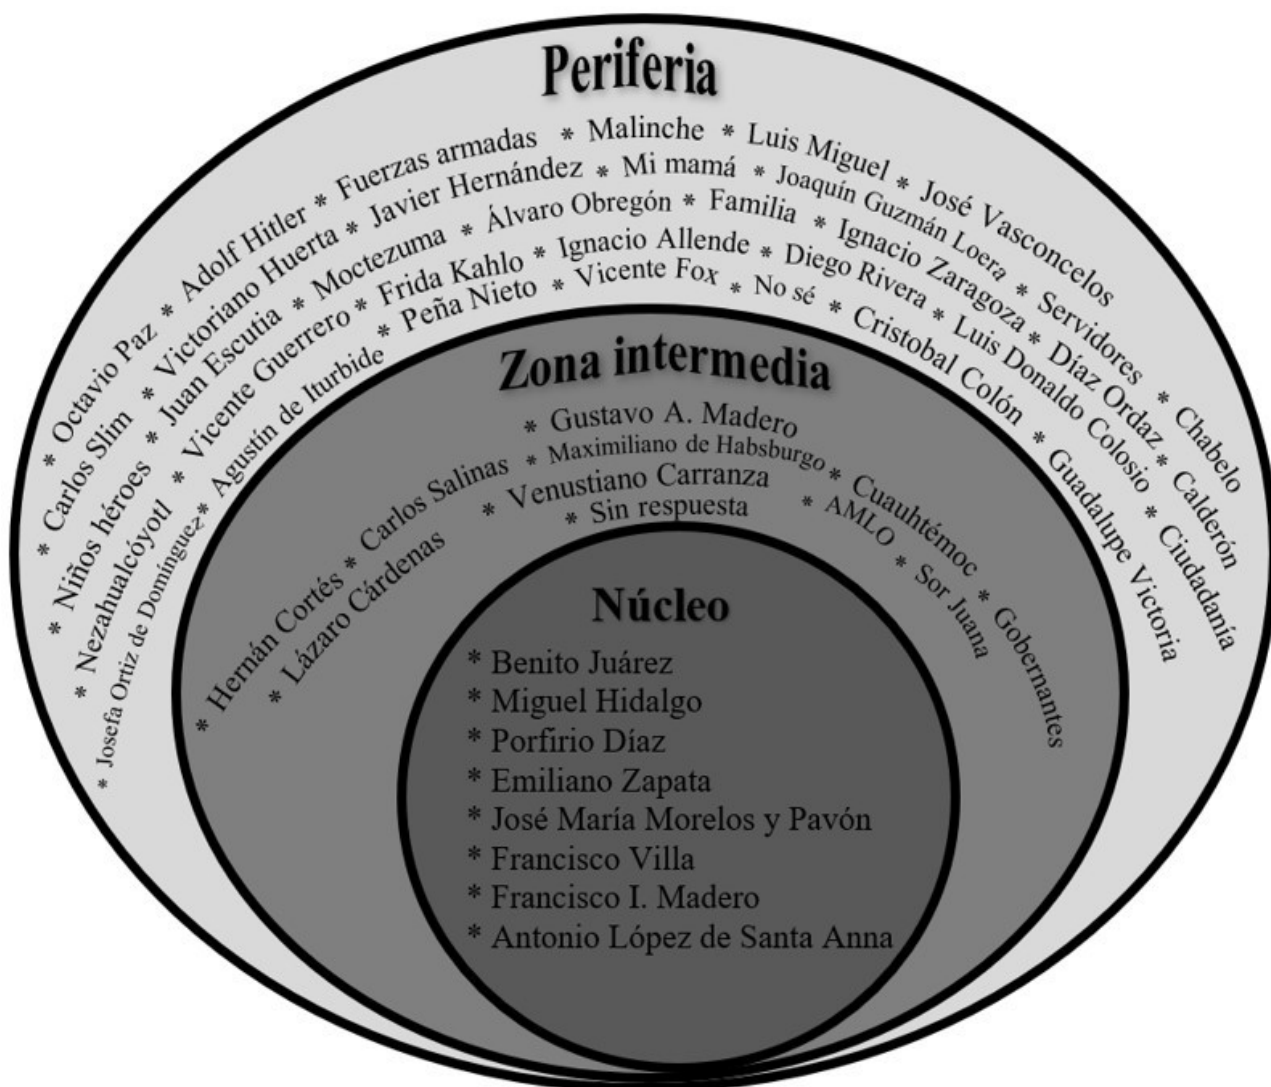 Periferia
* Octavio Paz * Adolf Hitler * Fuerzas armadas * Malinche * Luis Miguel * José Vasconcelos
* Carlos Slim * Victoriano Huerta * Javier Hernández * Mi mamá * Joaquín Guzmán Loera * Servidores * Chabelo
* Niños héroes * Juan Escutia * Moctezuma * Álvaro Obregón * Familia * Ignacio Zaragoza * Díaz Ordaz * Calderón
* Nezahualcóyotl * Vicente Guerrero * Frida Kahlo * Ignacio Allende * Diego Rivera * Luis Donaldo Colosio * Ciudadanía
* Josefa Ortiz de Domínguez * Agustín de Iturbide * Peña Nieto * Vicente Fox * No sé * Cristobal Colón * Guadalupe Victoria
Zona intermedia
* Gustavo A. Madero
* Hernán Cortés * Carlos Salinas * Maximiliano de Habsburgo * Cuauhtémoc * Gobernantes
* Lázaro Cárdenas * Venustiano Carranza * AMLO * Sor Juana
* Sin respuesta
Núcleo
* Benito Juárez
* Miguel Hidalgo
* Porfirio Díaz
* Emiliano Zapata
* José María Morelos y Pavón
* Francisco Villa
* Francisco I. Madero
* Antonio López de Santa Anna